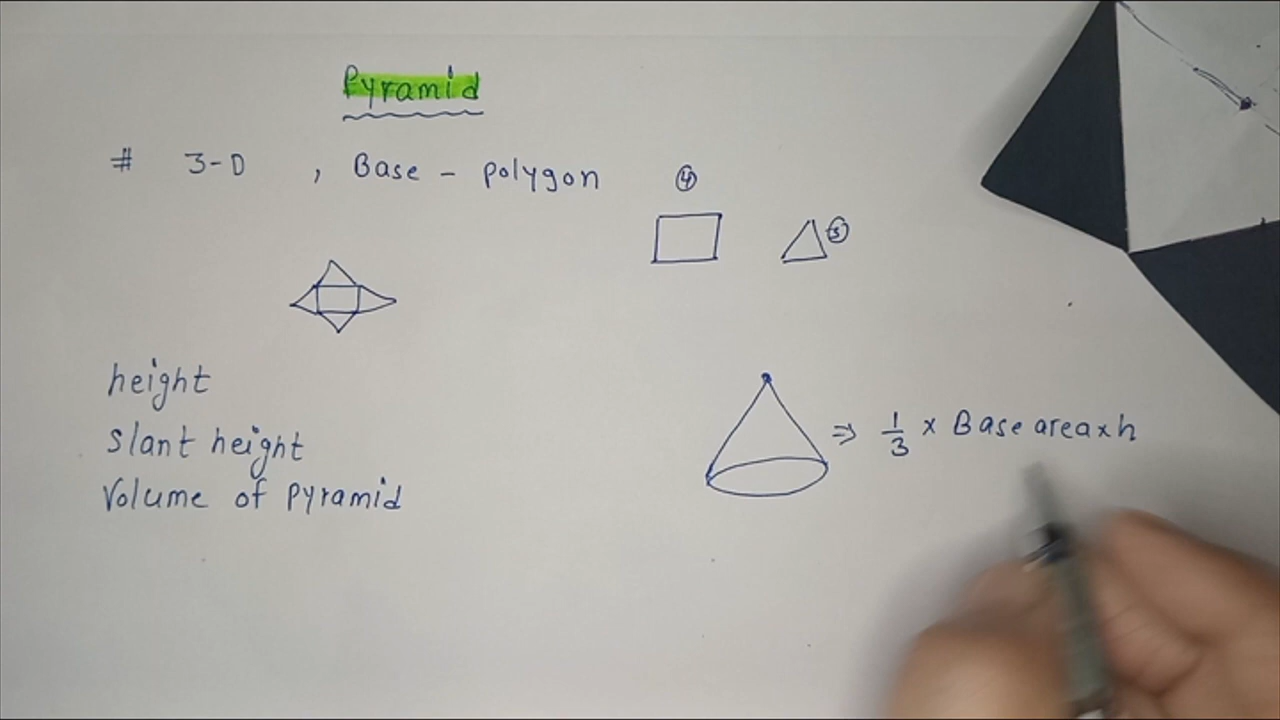 Pyramid
# 3-D , Base - polygon ④
③
height
slant height
Volume of pyramid
⇒ 1/3 × Base area × h